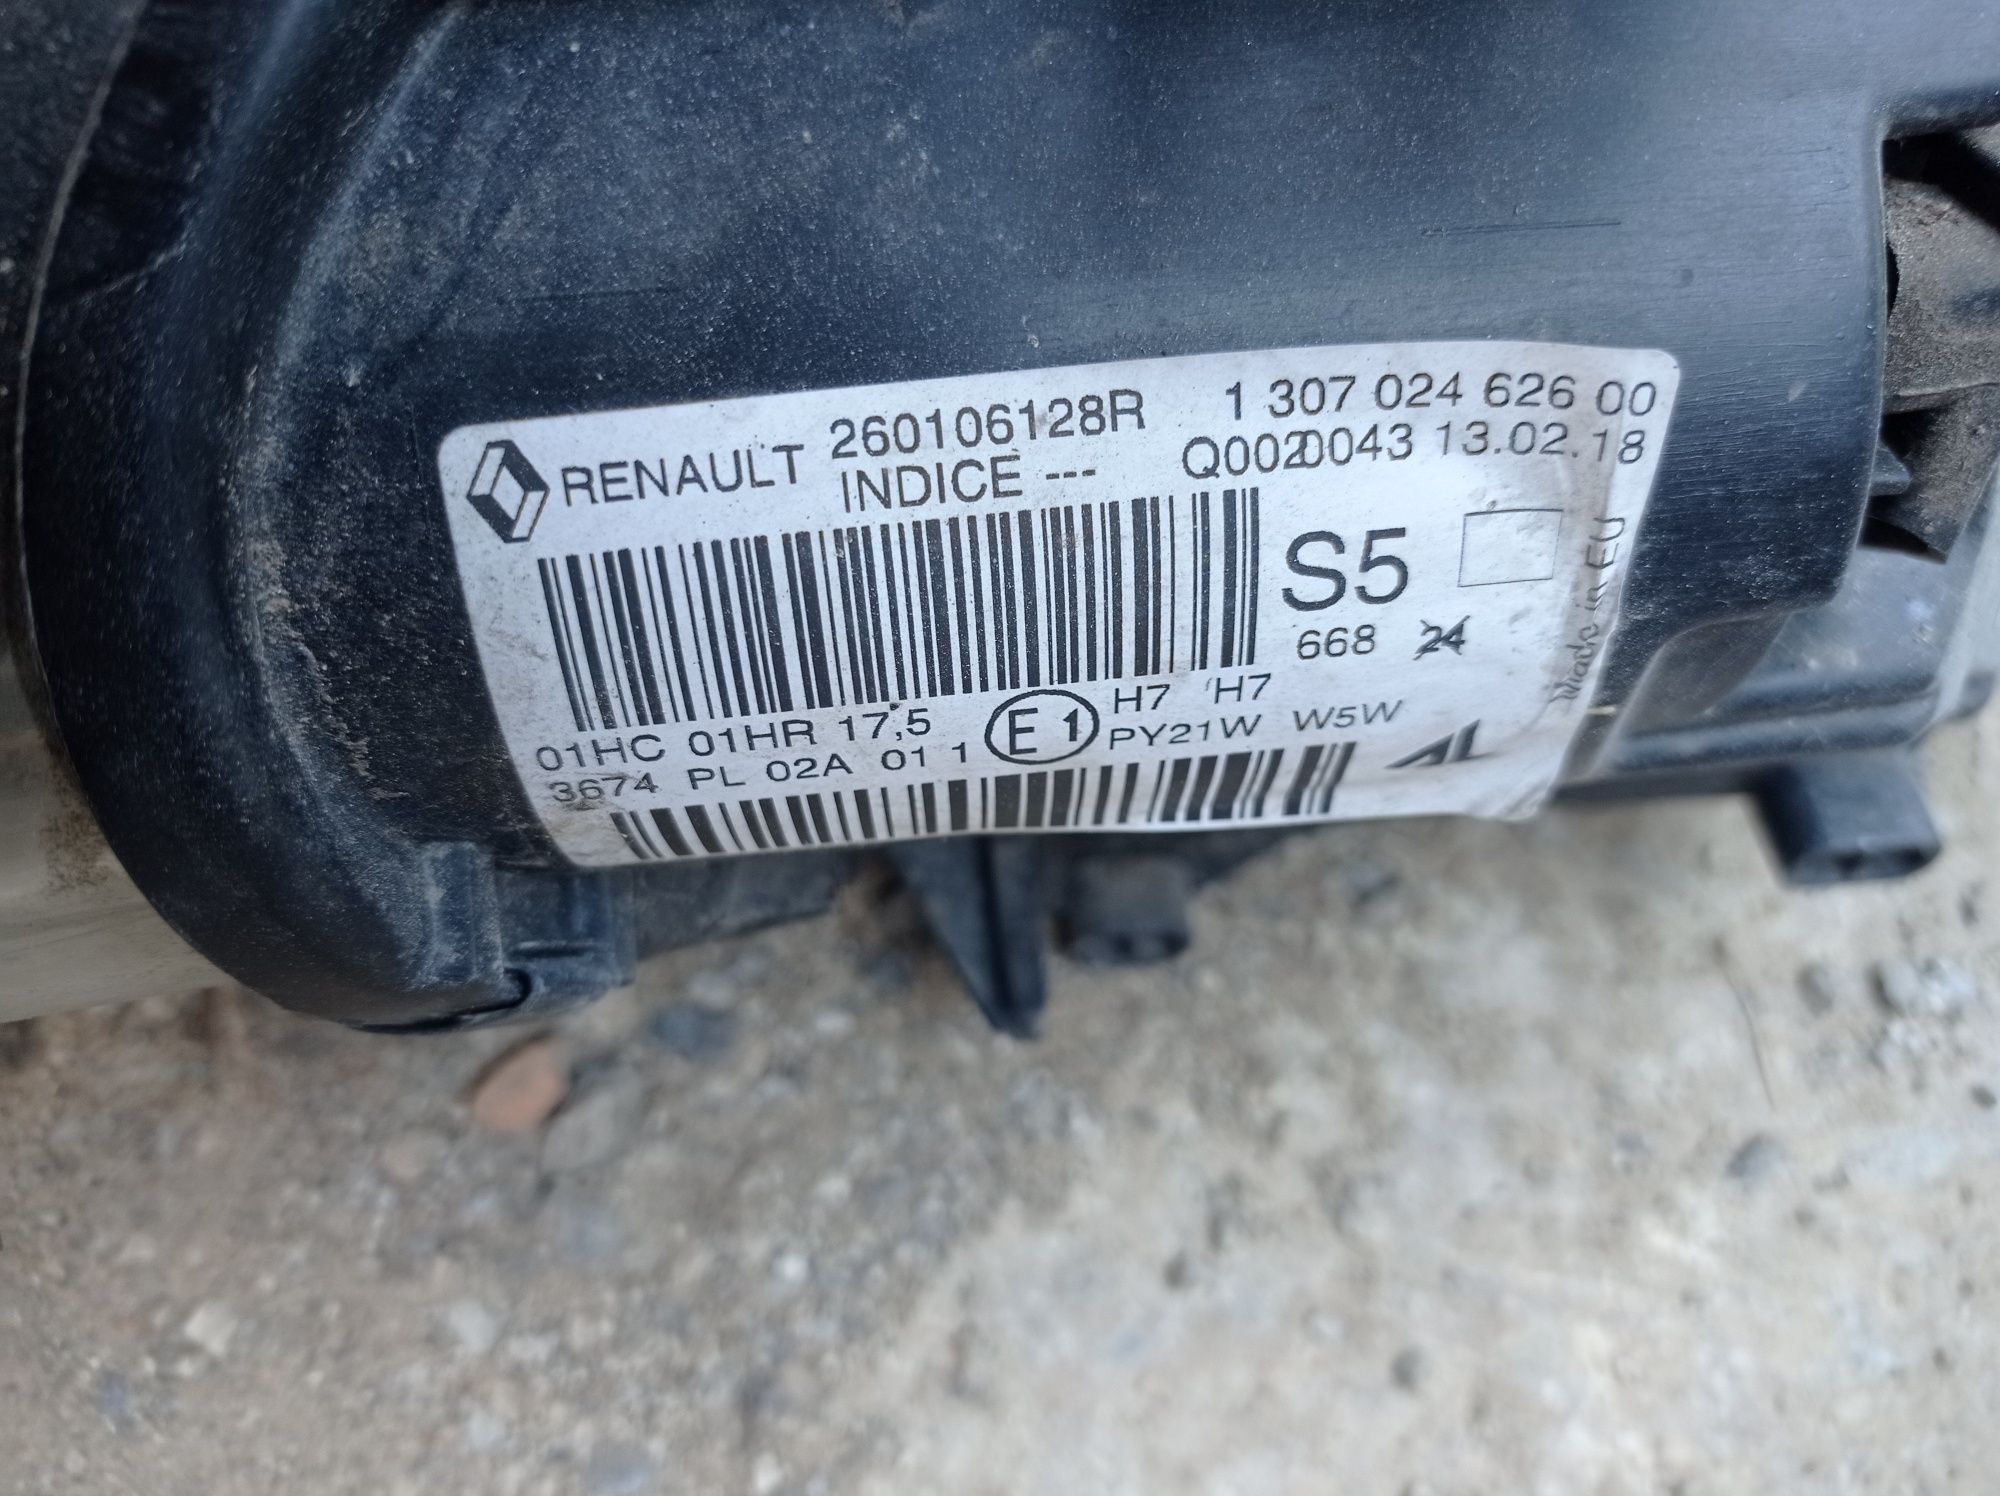 RENAULT 260106128R 1 307 024 626 00
INDICE --- Q0020043 13.02.18
S5
668 24
Made in EU
01HC 01HR 17,5 E1 H7 H7
3674 PL 02A 01 1 PY21W W5W
AL